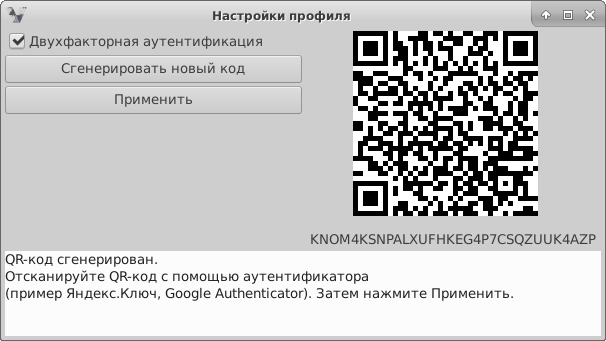 Настройки профиля
Двухфакторная аутентификация
Сгенерировать новый код
Применить
KNOM4KSNPALXUFHKEG4P7CSQZUUK4AZP
QR-код сгенерирован.
Отсканируйте QR-код с помощью аутентификатора
(пример Яндекс.Ключ, Google Authenticator). Затем нажмите Применить.